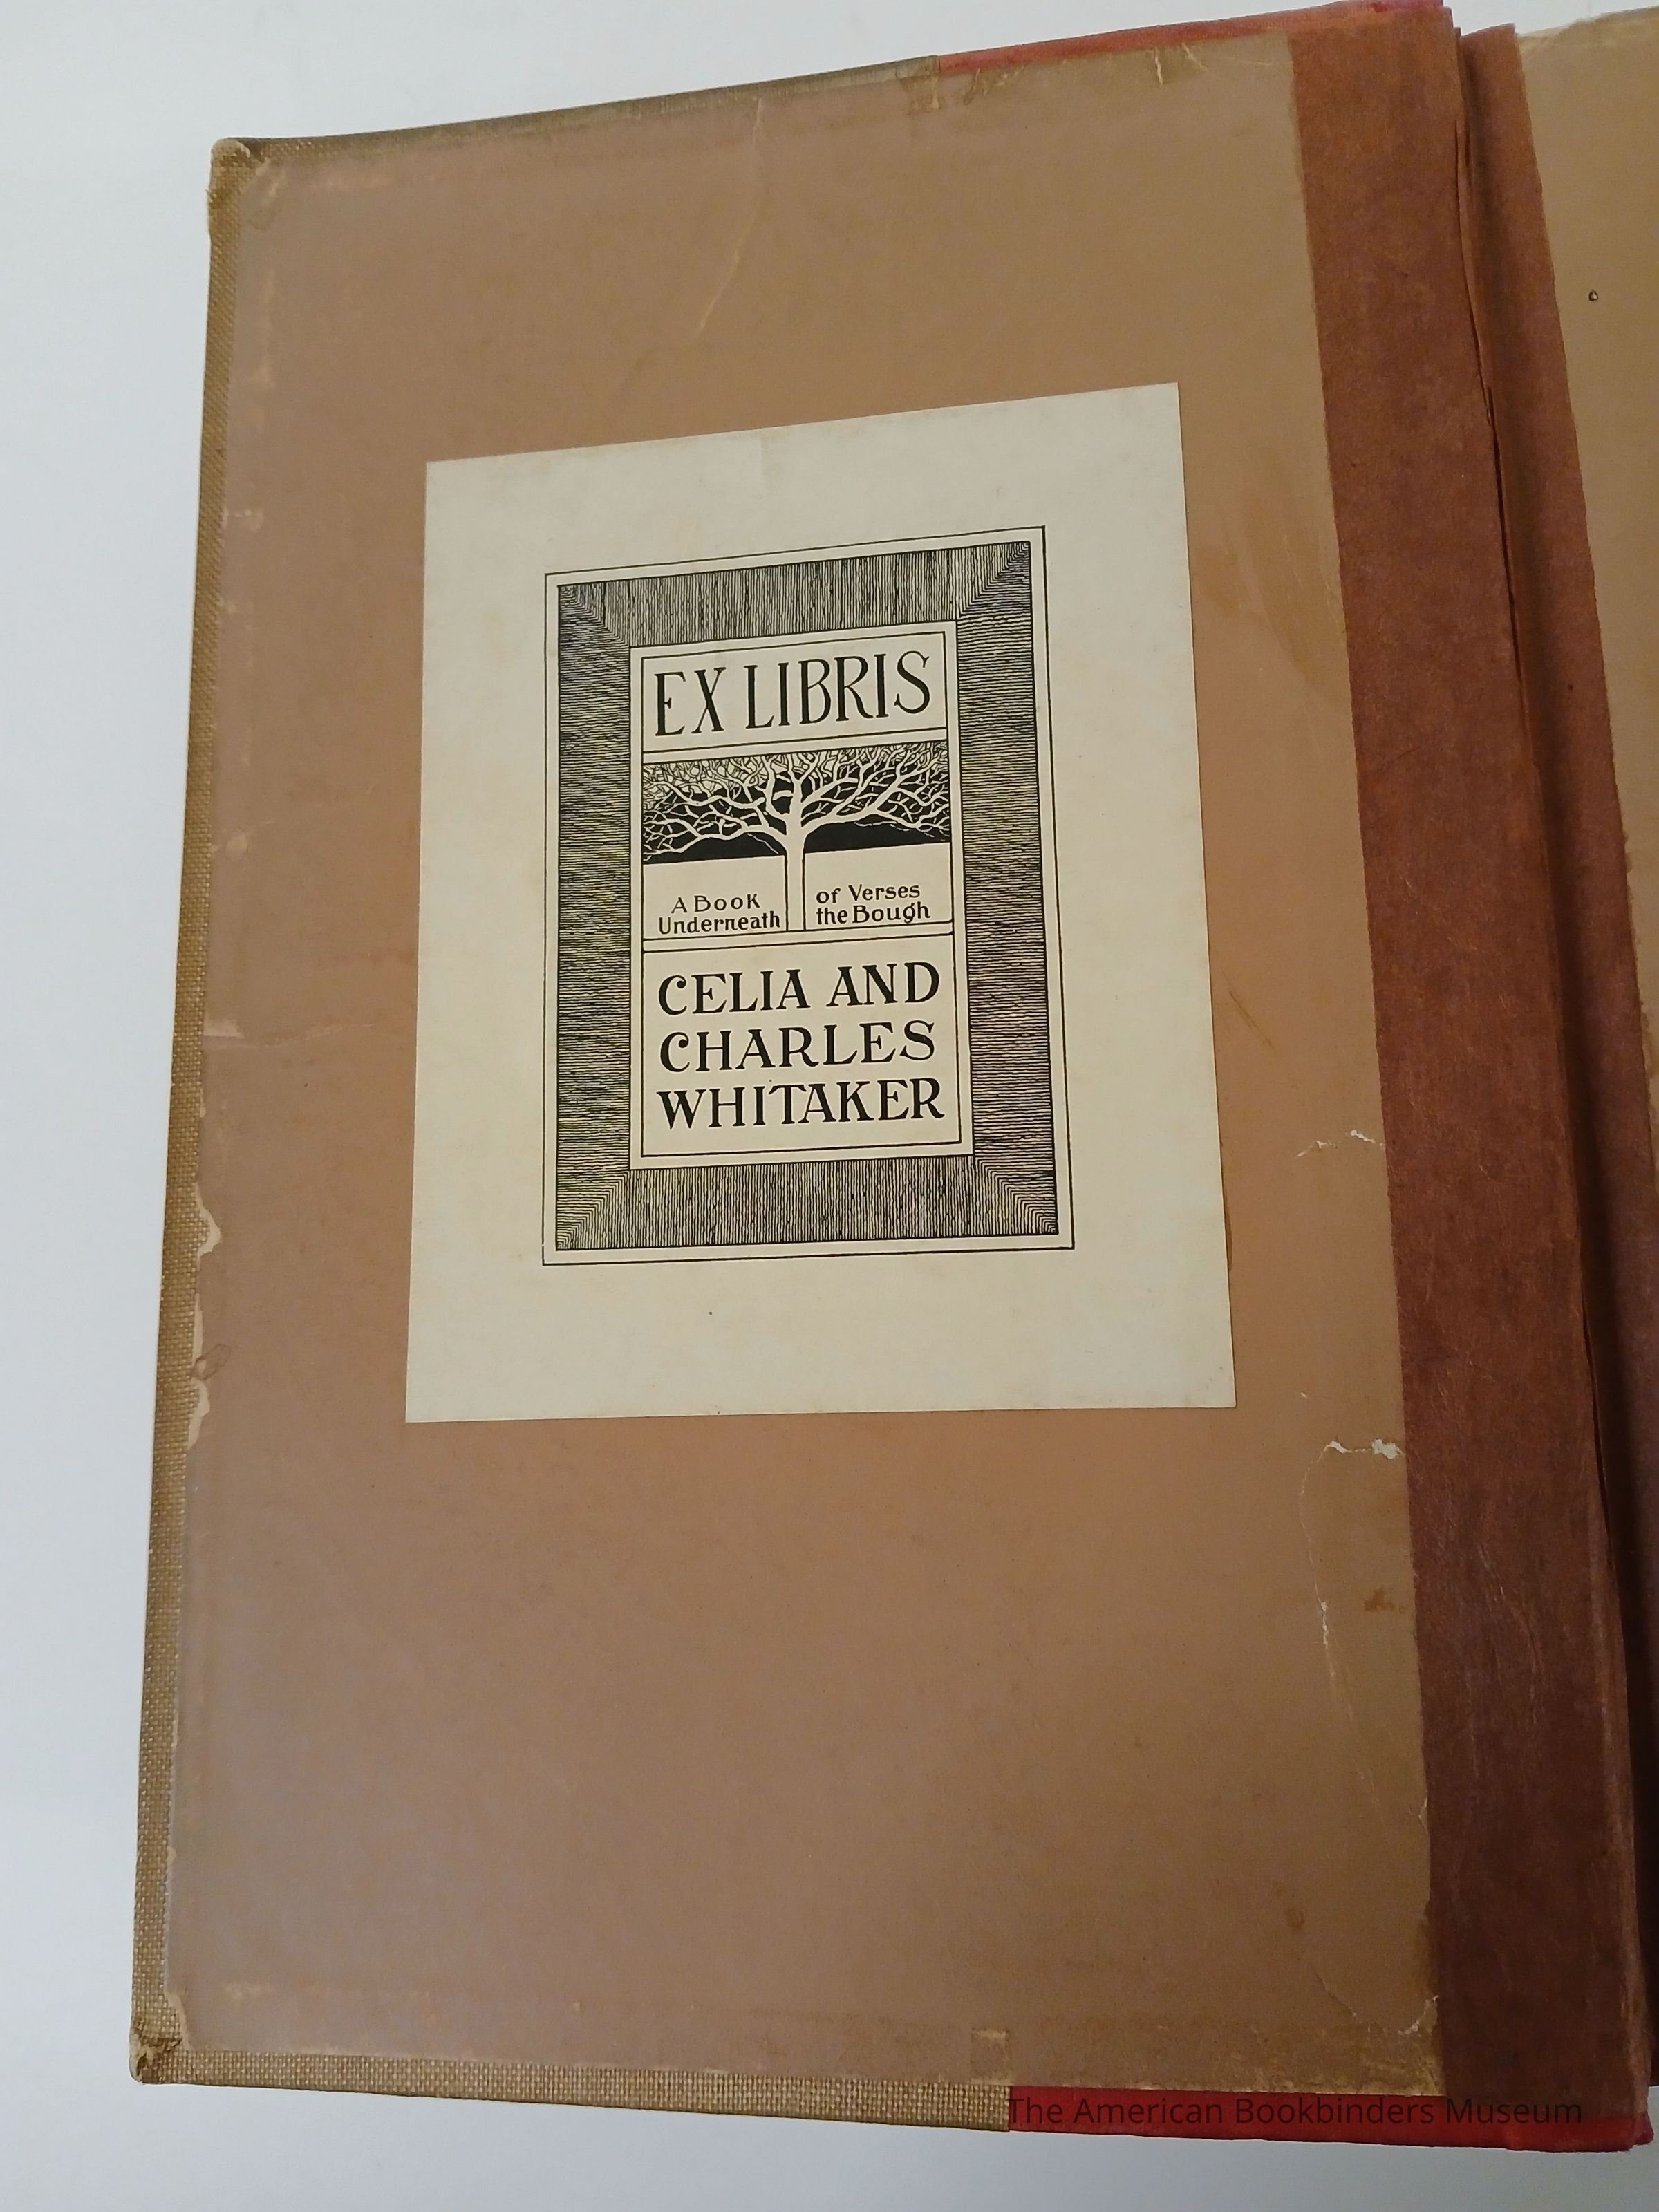 EX LIBRIS
A Book of Verses
Underneath the Bough
CELIA AND
CHARLES
WHITAKER
The American Bookbinders Museum